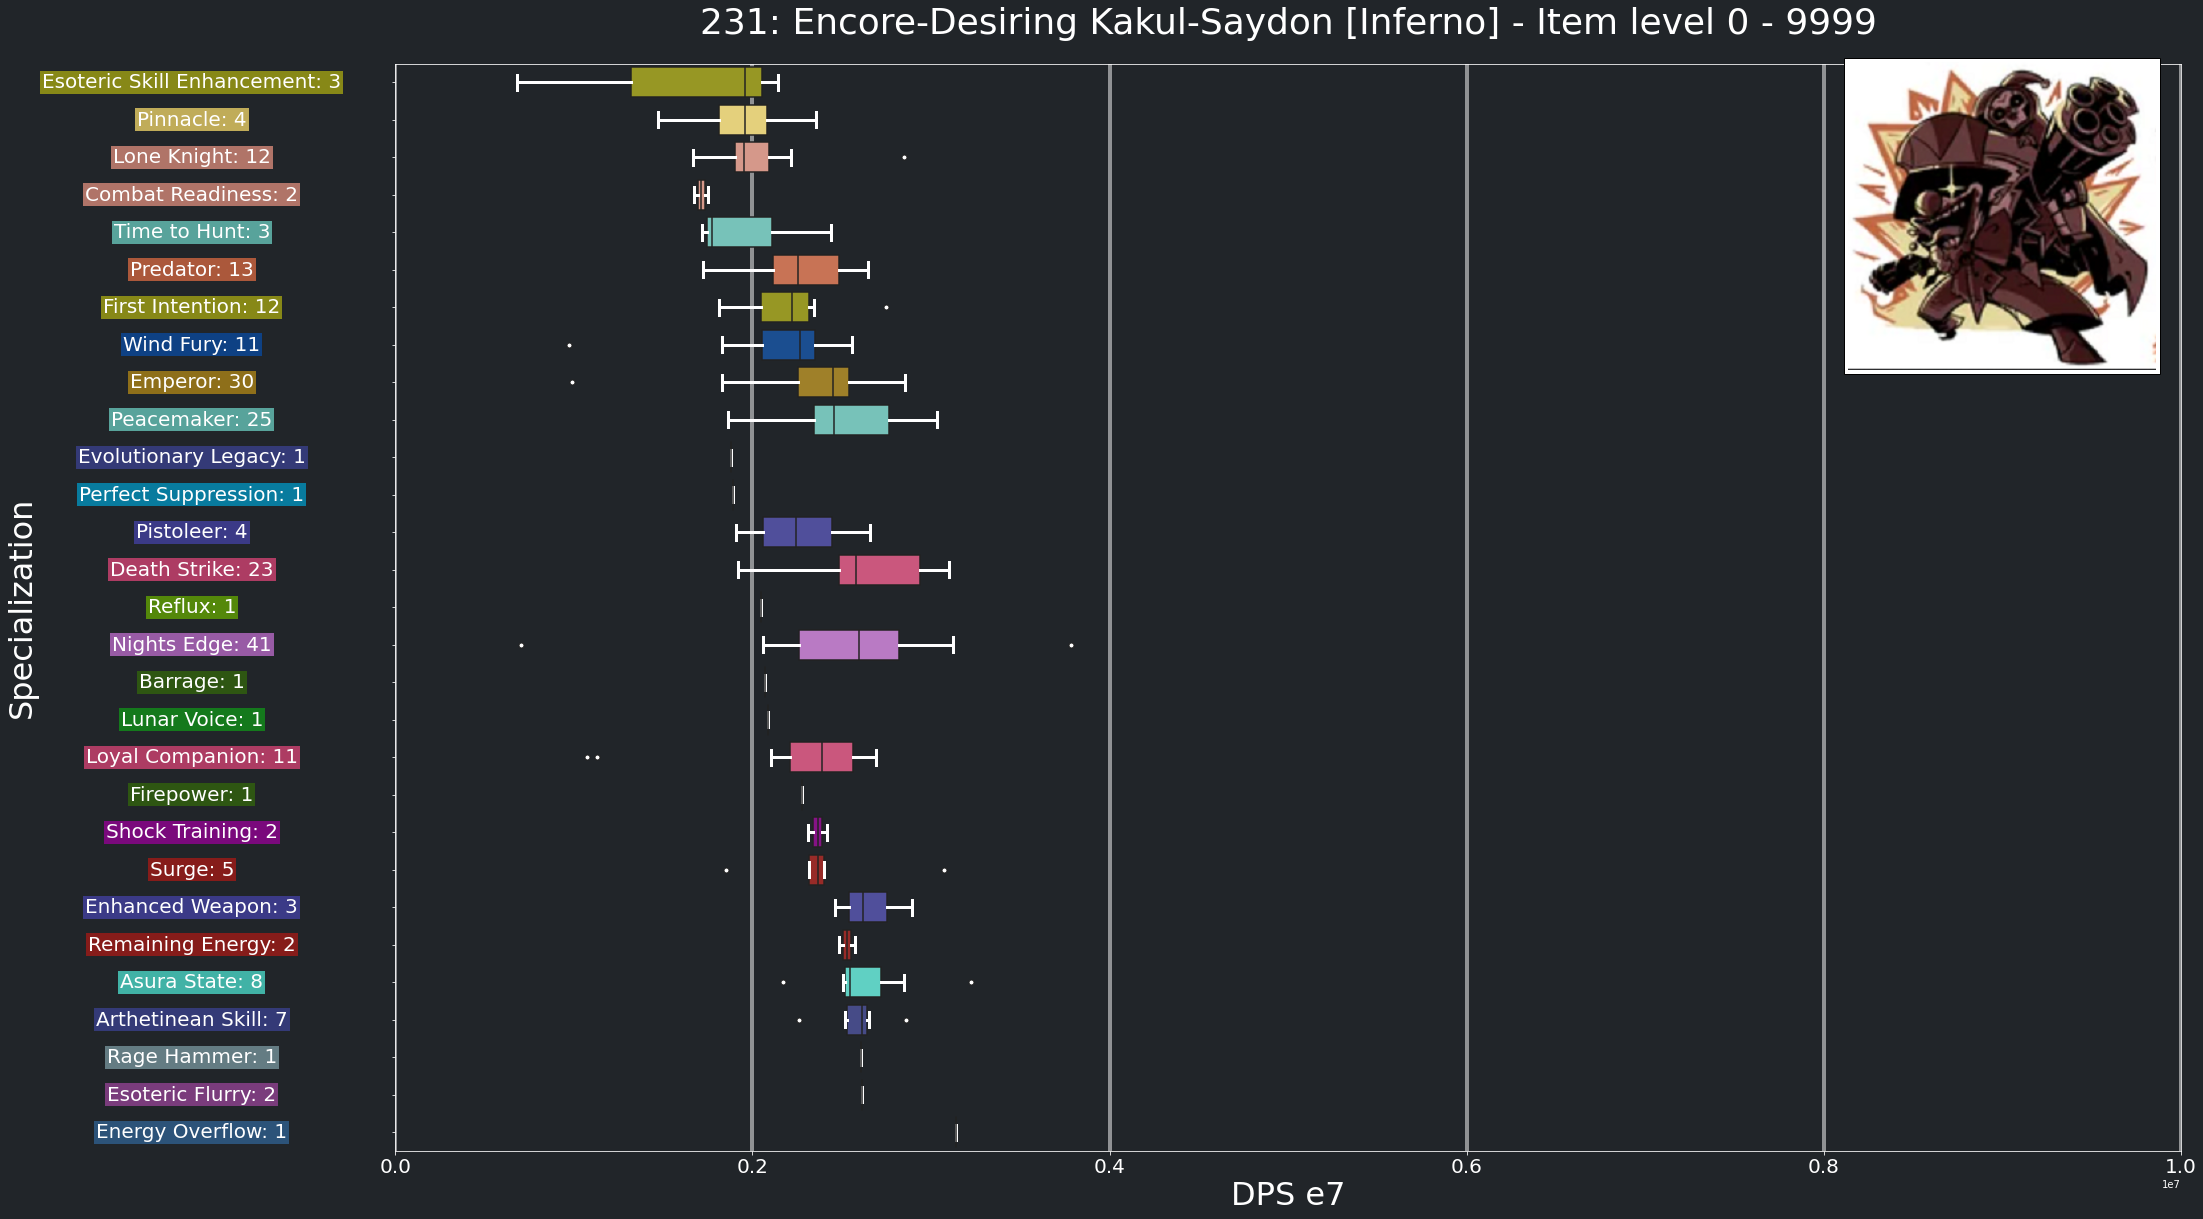 231: Encore-Desiring Kakul-Saydon [Inferno] - Item level 0 - 9999
Esoteric Skill Enhancement: 3
Pinnacle: 4
Lone Knight: 12
Combat Readiness: 2
Time to Hunt: 3
Predator: 13
First Intention: 12
Wind Fury: 11
Emperor: 30
Peacemaker: 25
Evolutionary Legacy: 1
Perfect Suppression: 1
Pistoleer: 4
Death Strike: 23
Reflux: 1
Nights Edge: 41
Barrage: 1
Lunar Voice: 1
Loyal Companion: 11
Firepower: 1
Shock Training: 2
Surge: 5
Enhanced Weapon: 3
Remaining Energy: 2
Asura State: 8
Arthetinean Skill: 7
Rage Hammer: 1
Esoteric Flurry: 2
Energy Overflow: 1
Specialization
0.0 0.2 0.4 0.6 0.8 1.0
1e7
DPS e7